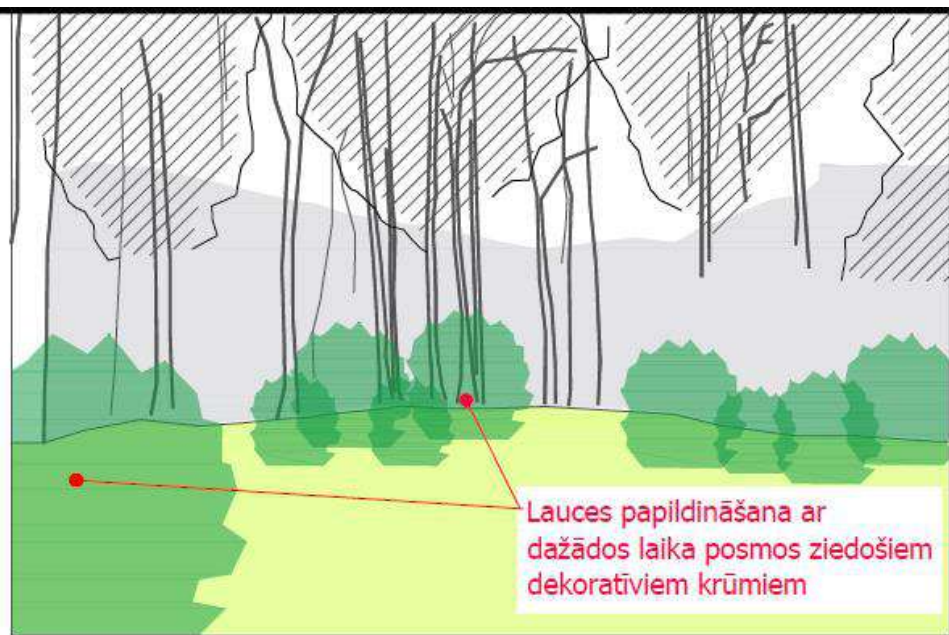 Lauces papildināšana ar
dažādos laika posmos ziedošiem
dekoratīviem krūmiem